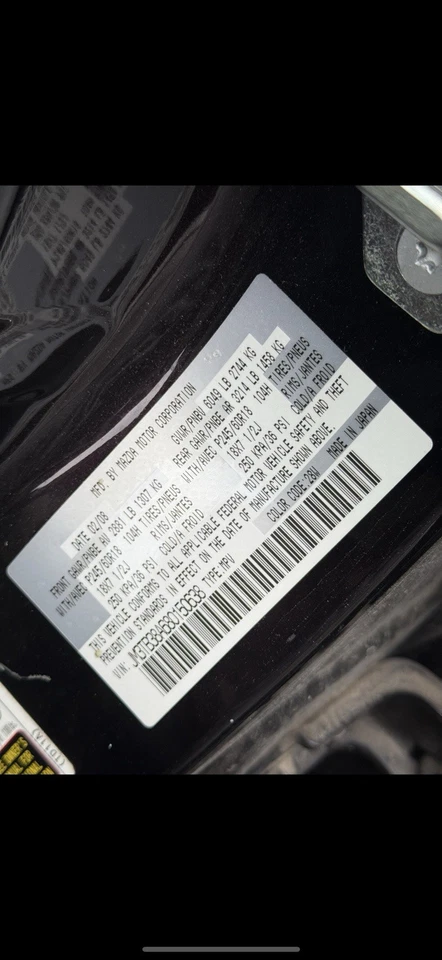 MFD. BY MAZDA MOTOR CORPORATION
DATE 02/08 GVWR/PNBV 6049 LB 2744 KG
FRONT GAWR/PNBE AV 2881 LB 1307 KG REAR GAWR/PNBE AR 3214 LB 1458 KG
WITH/AVEC P245/60R18 104H TIRES/PNEUS WITH/AVEC P245/60R18 104H TIRES/PNEUS
18X7 1/2J RIMS/JANTES 18X7 1/2J RIMS/JANTES
250 KPA(36 PSI) COLD/A FROID 250 KPA(36 PSI) COLD/A FROID
THIS VEHICLE CONFORMS TO ALL APPLICABLE FEDERAL MOTOR VEHICLE SAFETY AND THEFT
PREVENTION STANDARDS IN EFFECT ON THE DATE OF MANUFACTURE SHOWN ABOVE.
VIN: TYPE:MPV COLOR CODE:28W MADE IN JAPAN
(1D11A)